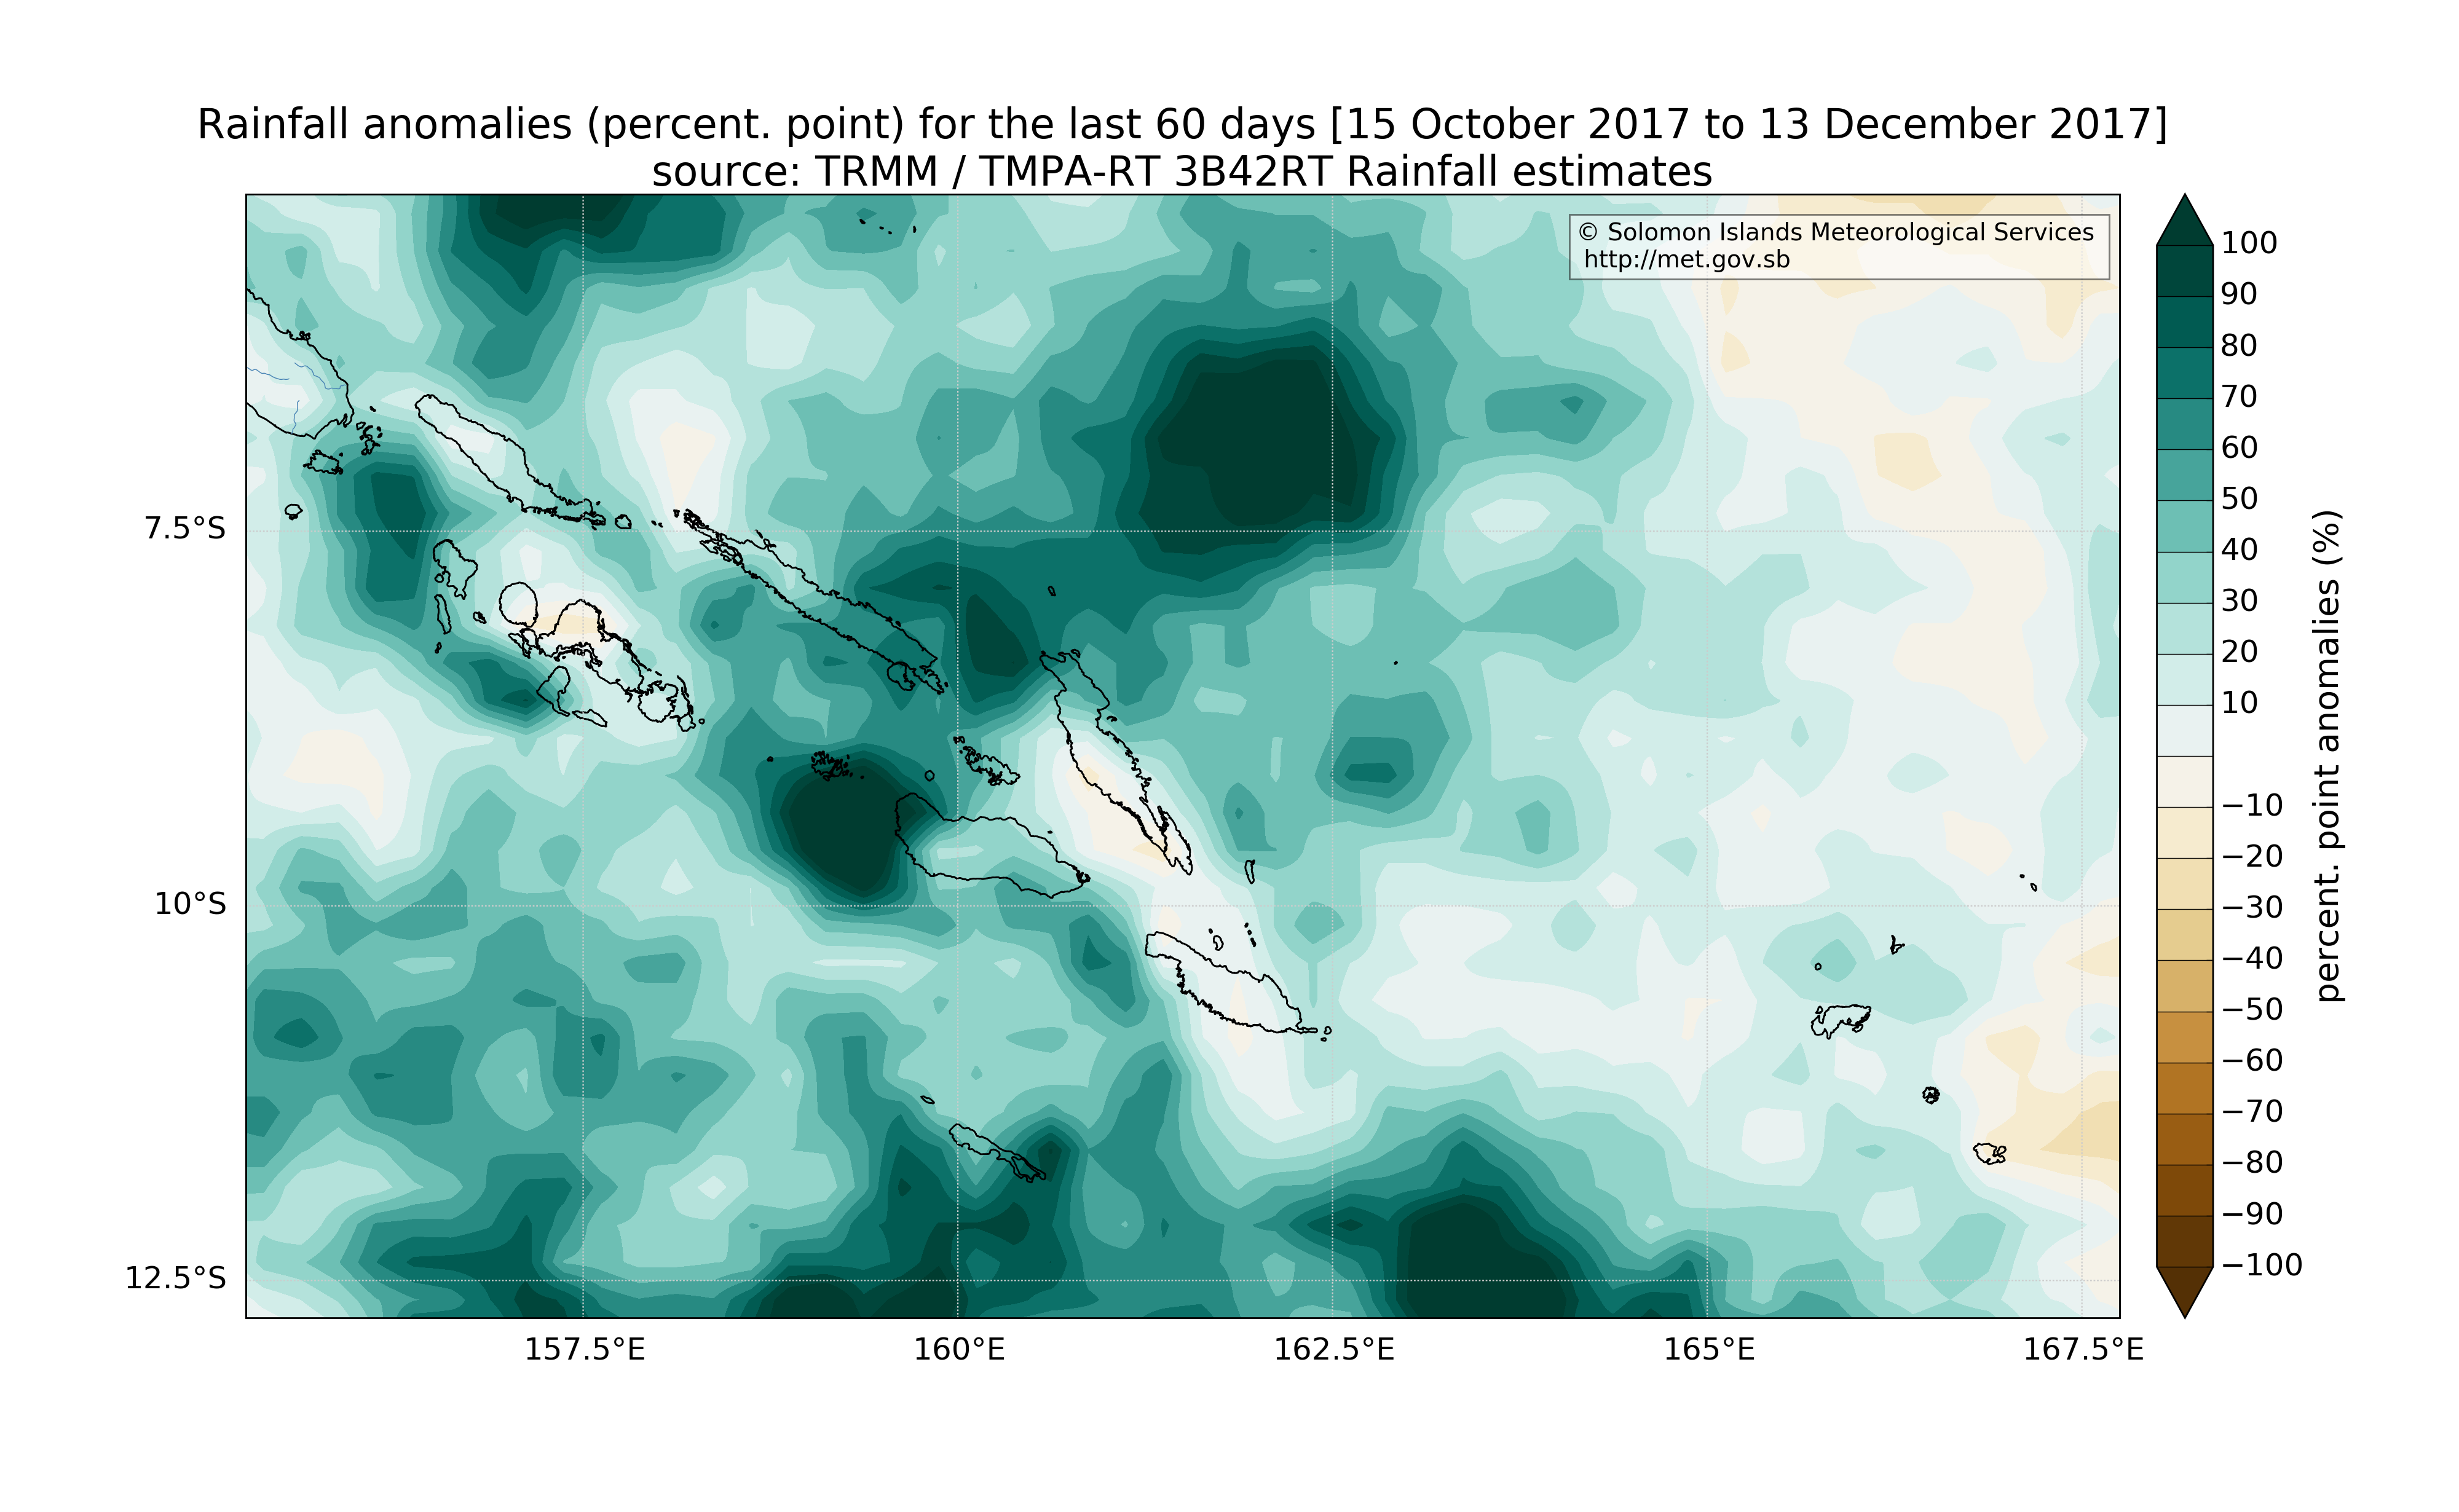 Rainfall anomalies (percent. point) for the last 60 days [15 October 2017 to 13 December 2017]
source: TRMM / TMPA-RT 3B42RT Rainfall estimates
© Solomon Islands Meteorological Services
http://met.gov.sb
7.5°S
10°S
12.5°S
157.5°E
160°E
162.5°E
165°E
167.5°E
100
90
80
70
60
50
40
30
20
10
−10
−20
−30
−40
−50
−60
−70
−80
−90
−100
percent. point anomalies (%)